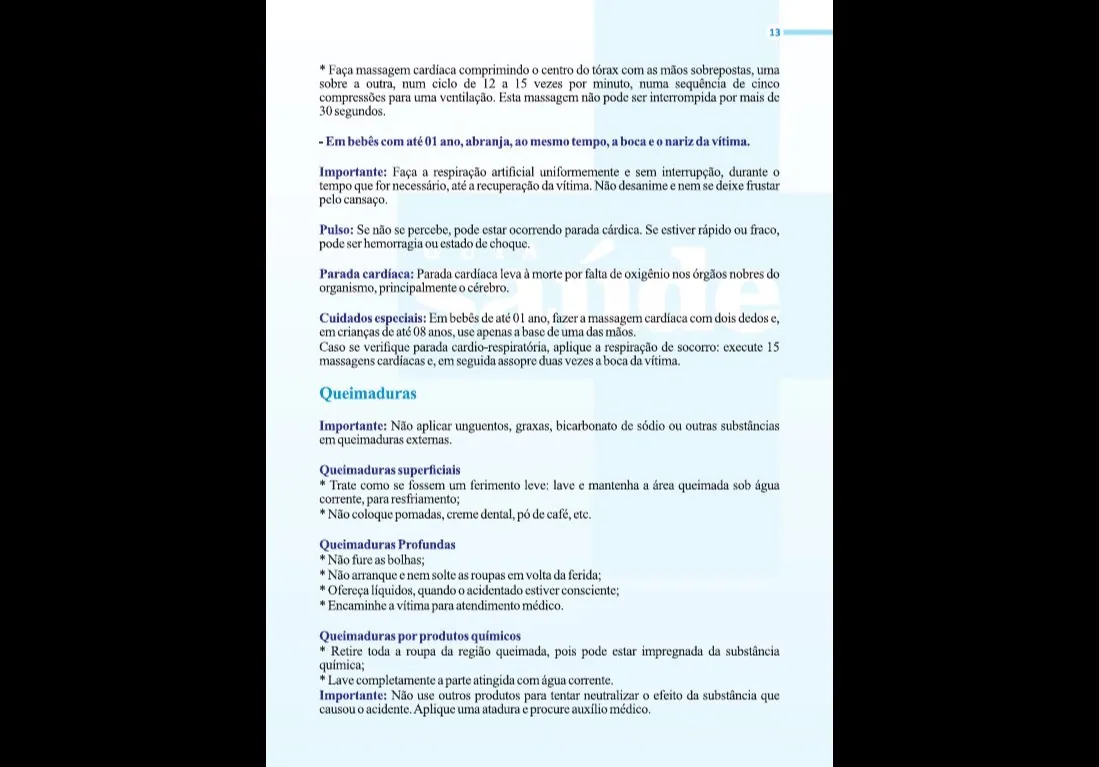 13
* Faça massagem cardíaca comprimindo o centro do tórax com as mãos sobrepostas, uma
sobre a outra, num ciclo de 12 a 15 vezes por minuto, numa sequência de cinco
compressões para uma ventilação. Esta massagem não pode ser interrompida por mais de
30 segundos.
- Em bebês com até 01 ano, abranja, ao mesmo tempo, a boca e o nariz da vítima.
Importante: Faça a respiração artificial uniformemente e sem interrupção, durante o
tempo que for necessário, até a recuperação da vítima. Não desanime e nem se deixe frustar
pelo cansaço.
Pulso: Se não se percebe, pode estar ocorrendo parada cárdica. Se estiver rápido ou fraco,
pode ser hemorragia ou estado de choque.
Parada cardíaca: Parada cardíaca leva à morte por falta de oxigênio nos órgãos nobres do
organismo, principalmente o cérebro.
saúde
Cuidados especiais: Em bebês de até 01 ano, fazer a massagem cardíaca com dois dedos e,
em crianças de até 08 anos, use apenas a base de uma das mãos.
Caso se verifique parada cardio-respiratória, aplique a respiração de socorro: execute 15
massagens cardíacas e, em seguida assopre duas vezes a boca da vítima.
Queimaduras
Importante: Não aplicar unguentos, graxas, bicarbonato de sódio ou outras substâncias
em queimaduras externas.
Queimaduras superficiais
* Trate como se fossem um ferimento leve: lave e mantenha a área queimada sob água
corrente, para resfriamento;
* Não coloque pomadas, creme dental, pó de café, etc.
Queimaduras Profundas
* Não fure as bolhas;
* Não arranque e nem solte as roupas em volta da ferida;
* Ofereça líquidos, quando o acidentado estiver consciente;
* Encaminhe a vítima para atendimento médico.
Queimaduras por produtos químicos
* Retire toda a roupa da região queimada, pois pode estar impregnada da substância
química;
* Lave completamente a parte atingida com água corrente.
Importante: Não use outros produtos para tentar neutralizar o efeito da substância que
causou o acidente. Aplique uma atadura e procure auxílio médico.